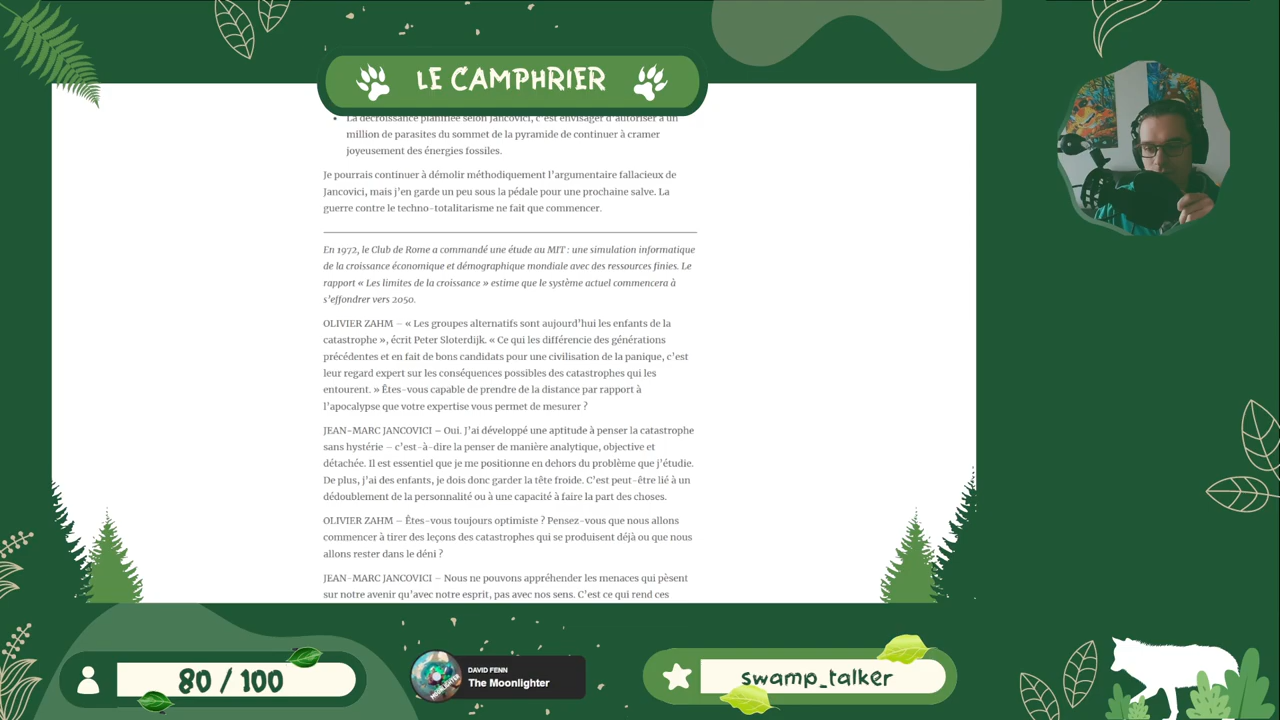 LE CAMPHRIER
La décroissance planifiée selon Jancovici, c'est envisager d'autoriser à un
million de parasites du sommet de la pyramide de continuer à cramer
joyeusement des énergies fossiles.
Je pourrais continuer à démolir méthodiquement l'argumentaire fallacieux de
Jancovici, mais j'en garde un peu sous la pédale pour une prochaine salve. La
guerre contre le techno-totalitarisme ne fait que commencer.
En 1972, le Club de Rome a commandé une étude au MIT : une simulation informatique
de la croissance économique et démographique mondiale avec des ressources finies. Le
rapport « Les limites de la croissance » estime que le système actuel commencera à
s'effondrer vers 2050.
OLIVIER ZAHM – « Les groupes alternatifs sont aujourd'hui les enfants de la
catastrophe », écrit Peter Sloterdijk. « Ce qui les différencie des générations
précédentes et en fait de bons candidats pour une civilisation de la panique, c'est
leur regard expert sur les conséquences possibles des catastrophes qui les
entourent. » Êtes-vous capable de prendre de la distance par rapport à
l'apocalypse que votre expertise vous permet de mesurer ?
JEAN-MARC JANCOVICI – Oui. J'ai développé une aptitude à penser la catastrophe
sans hystérie – c'est-à-dire la penser de manière analytique, objective et
détachée. Il est essentiel que je me positionne en dehors du problème que j'étudie.
De plus, j'ai des enfants, je dois donc garder la tête froide. C'est peut-être lié à un
dédoublement de la personnalité ou à une capacité à faire la part des choses.
OLIVIER ZAHM – Êtes-vous toujours optimiste ? Pensez-vous que nous allons
commencer à tirer des leçons des catastrophes qui se produisent déjà ou que nous
allons rester dans le déni ?
JEAN-MARC JANCOVICI – Nous ne pouvons appréhender les menaces qui pèsent
sur notre avenir qu'avec notre esprit, pas avec nos sens. C'est ce qui rend ces
80 / 100
DAVID FENN
The Moonlighter
swamp_talker